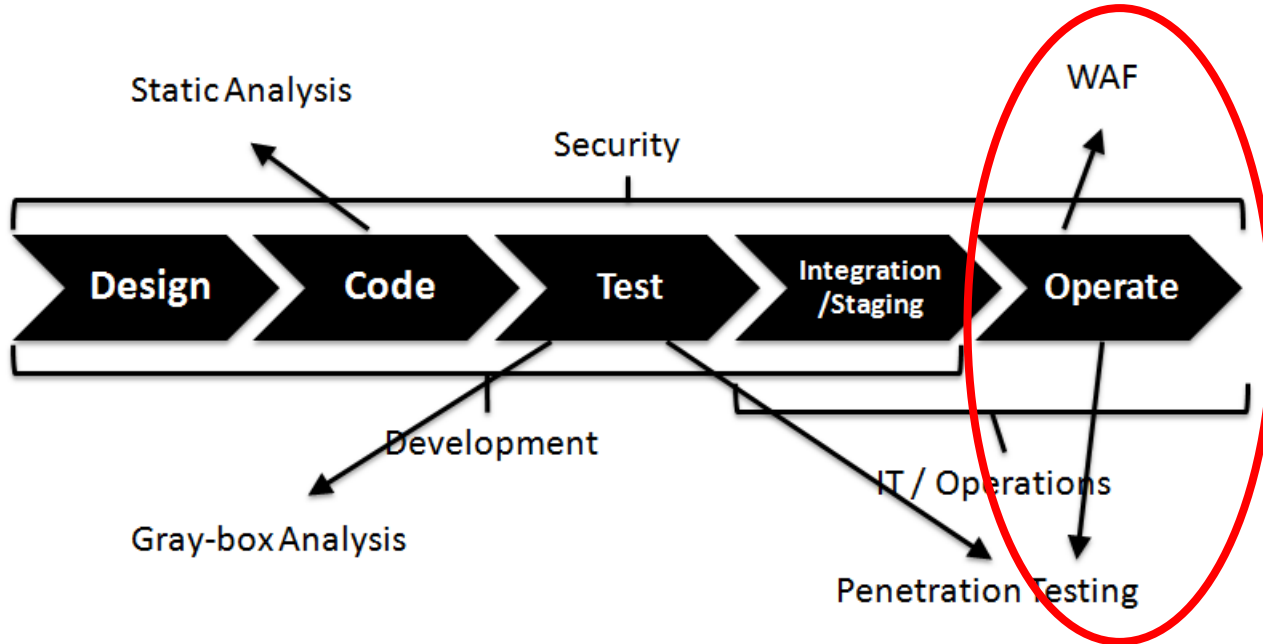 WAF
Static Analysis
Security
Design
Code
Test
Integration
/Staging
Operate
Development
IT / Operations
Gray-box Analysis
Penetration Testing